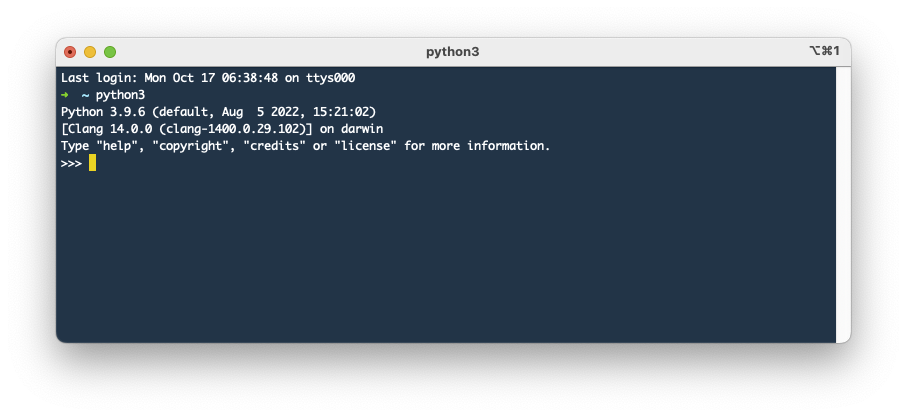 python3
⌥⌘1
Last login: Mon Oct 17 06:38:48 on ttys000
➜  ~ python3
Python 3.9.6 (default, Aug  5 2022, 15:21:02)
[Clang 14.0.0 (clang-1400.0.29.102)] on darwin
Type "help", "copyright", "credits" or "license" for more information.
>>>